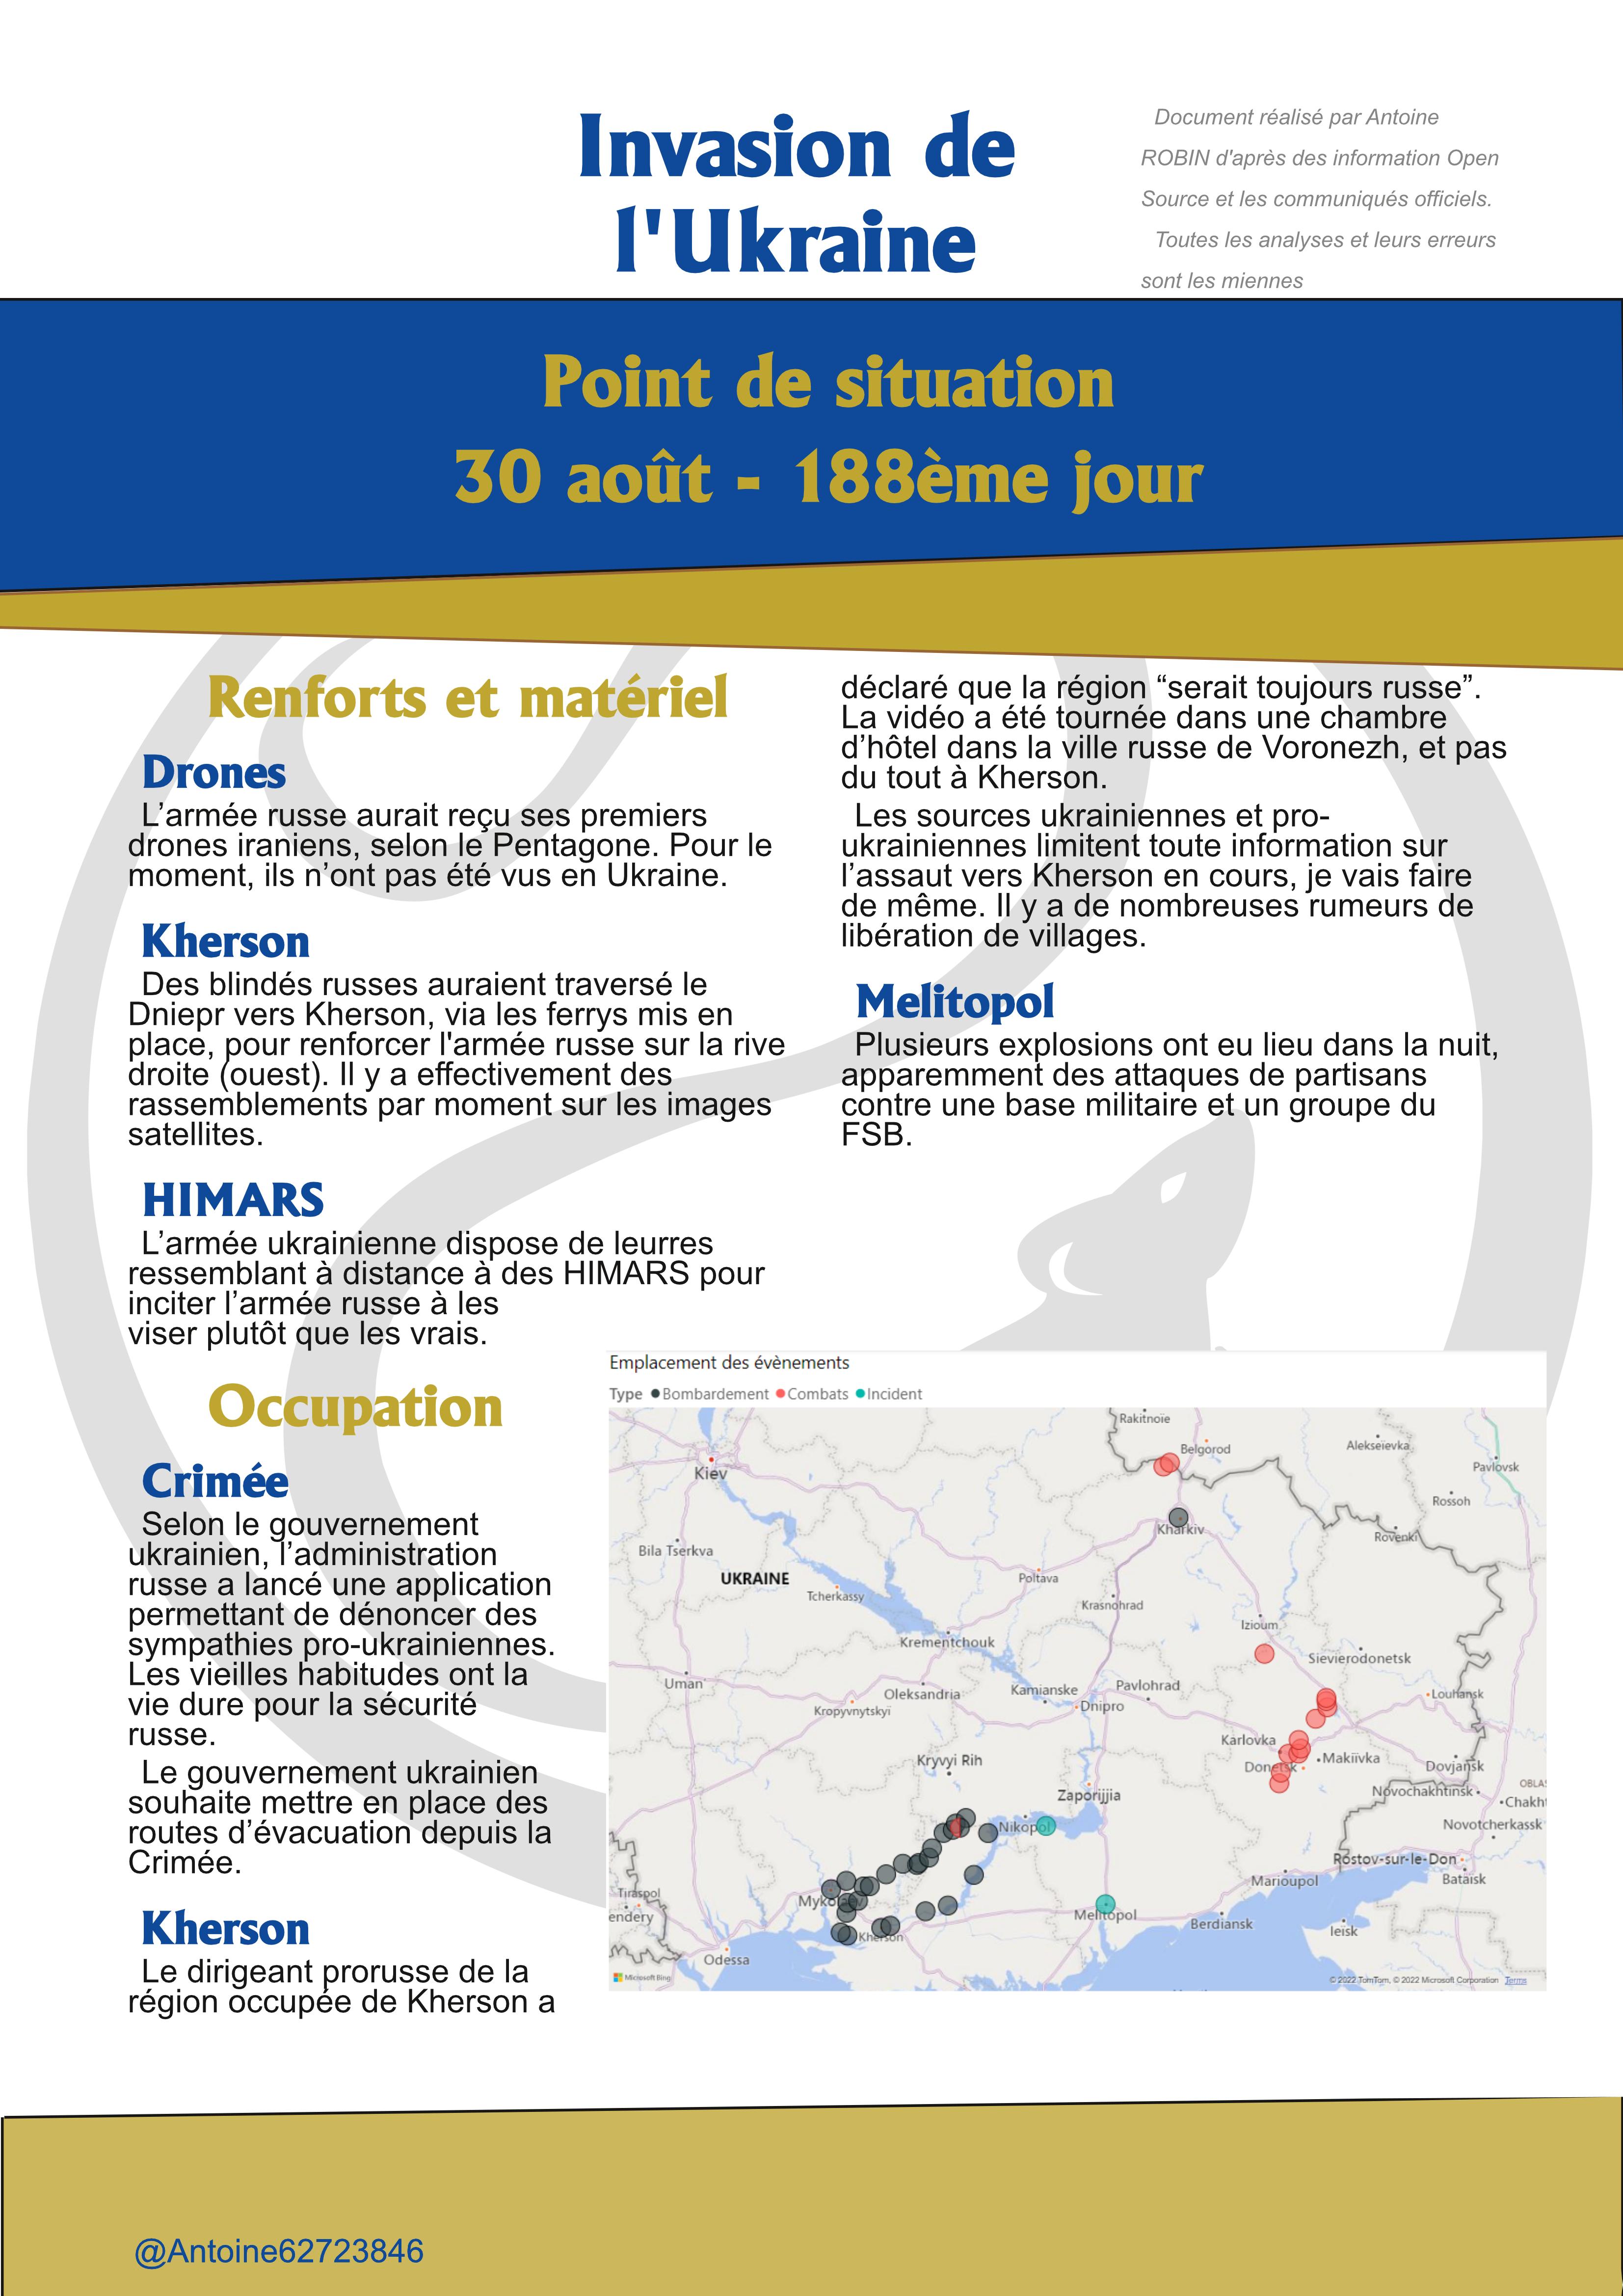 Invasion de
l'Ukraine
Document réalisé par Antoine
ROBIN d'après des information Open
Source et les communiqués officiels.
Toutes les analyses et leurs erreurs
sont les miennes
Point de situation
30 août - 188ème jour
Renforts et matériel
Drones
L’armée russe aurait reçu ses premiers
drones iraniens, selon le Pentagone. Pour le
moment, ils n’ont pas été vus en Ukraine.
Kherson
Des blindés russes auraient traversé le
Dniepr vers Kherson, via les ferrys mis en
place, pour renforcer l'armée russe sur la rive
droite (ouest). Il y a effectivement des
rassemblements par moment sur les images
satellites.
HIMARS
L’armée ukrainienne dispose de leurres
ressemblant à distance à des HIMARS pour
inciter l’armée russe à les
viser plutôt que les vrais.
Occupation
Crimée
Selon le gouvernement
ukrainien, l’administration
russe a lancé une application
permettant de dénoncer des
sympathies pro-ukrainiennes.
Les vieilles habitudes ont la
vie dure pour la sécurité
russe.
Le gouvernement ukrainien
souhaite mettre en place des
routes d’évacuation depuis la
Crimée.
Kherson
Le dirigeant prorusse de la
région occupée de Kherson a
déclaré que la région “serait toujours russe”.
La vidéo a été tournée dans une chambre
d’hôtel dans la ville russe de Voronezh, et pas
du tout à Kherson.
Les sources ukrainiennes et pro-
ukrainiennes limitent toute information sur
l’assaut vers Kherson en cours, je vais faire
de même. Il y a de nombreuses rumeurs de
libération de villages.
Melitopol
Plusieurs explosions ont eu lieu dans la nuit,
apparemment des attaques de partisans
contre une base militaire et un groupe du
FSB.
Emplacement des évènements
Type Bombardement Combats Incident
Rakitnoïe
Belgorod
Alekseïevka
Kiev
Pavlovsk
Rossoh
Kharkiv
Rovenki
Bila Tserkva
UKRAINE
Poltava
Tcherkassy
Krasnohrad
Izioum
Krementchouk
Sievierodonetsk
Uman
Oleksandria
Kamianske
Pavlohrad
Louhansk
Kropyvnytskyï
Dnipro
Karlovka
Kryvyi Rih
Donetsk
Makiïvka
Dovjansk
Novochakhtinsk
OBLAS
Zaporijjia
Chakht
Nikopol
Novotcherkassk
Rostov-sur-le-Don
Marioupol
Bataïsk
Tiraspol
endery
Melitopol
Berdiansk
Ieïsk
Kherson
Odessa
Microsoft Bing
© 2022 TomTom, © 2022 Microsoft Corporation Terms
@Antoine62723846